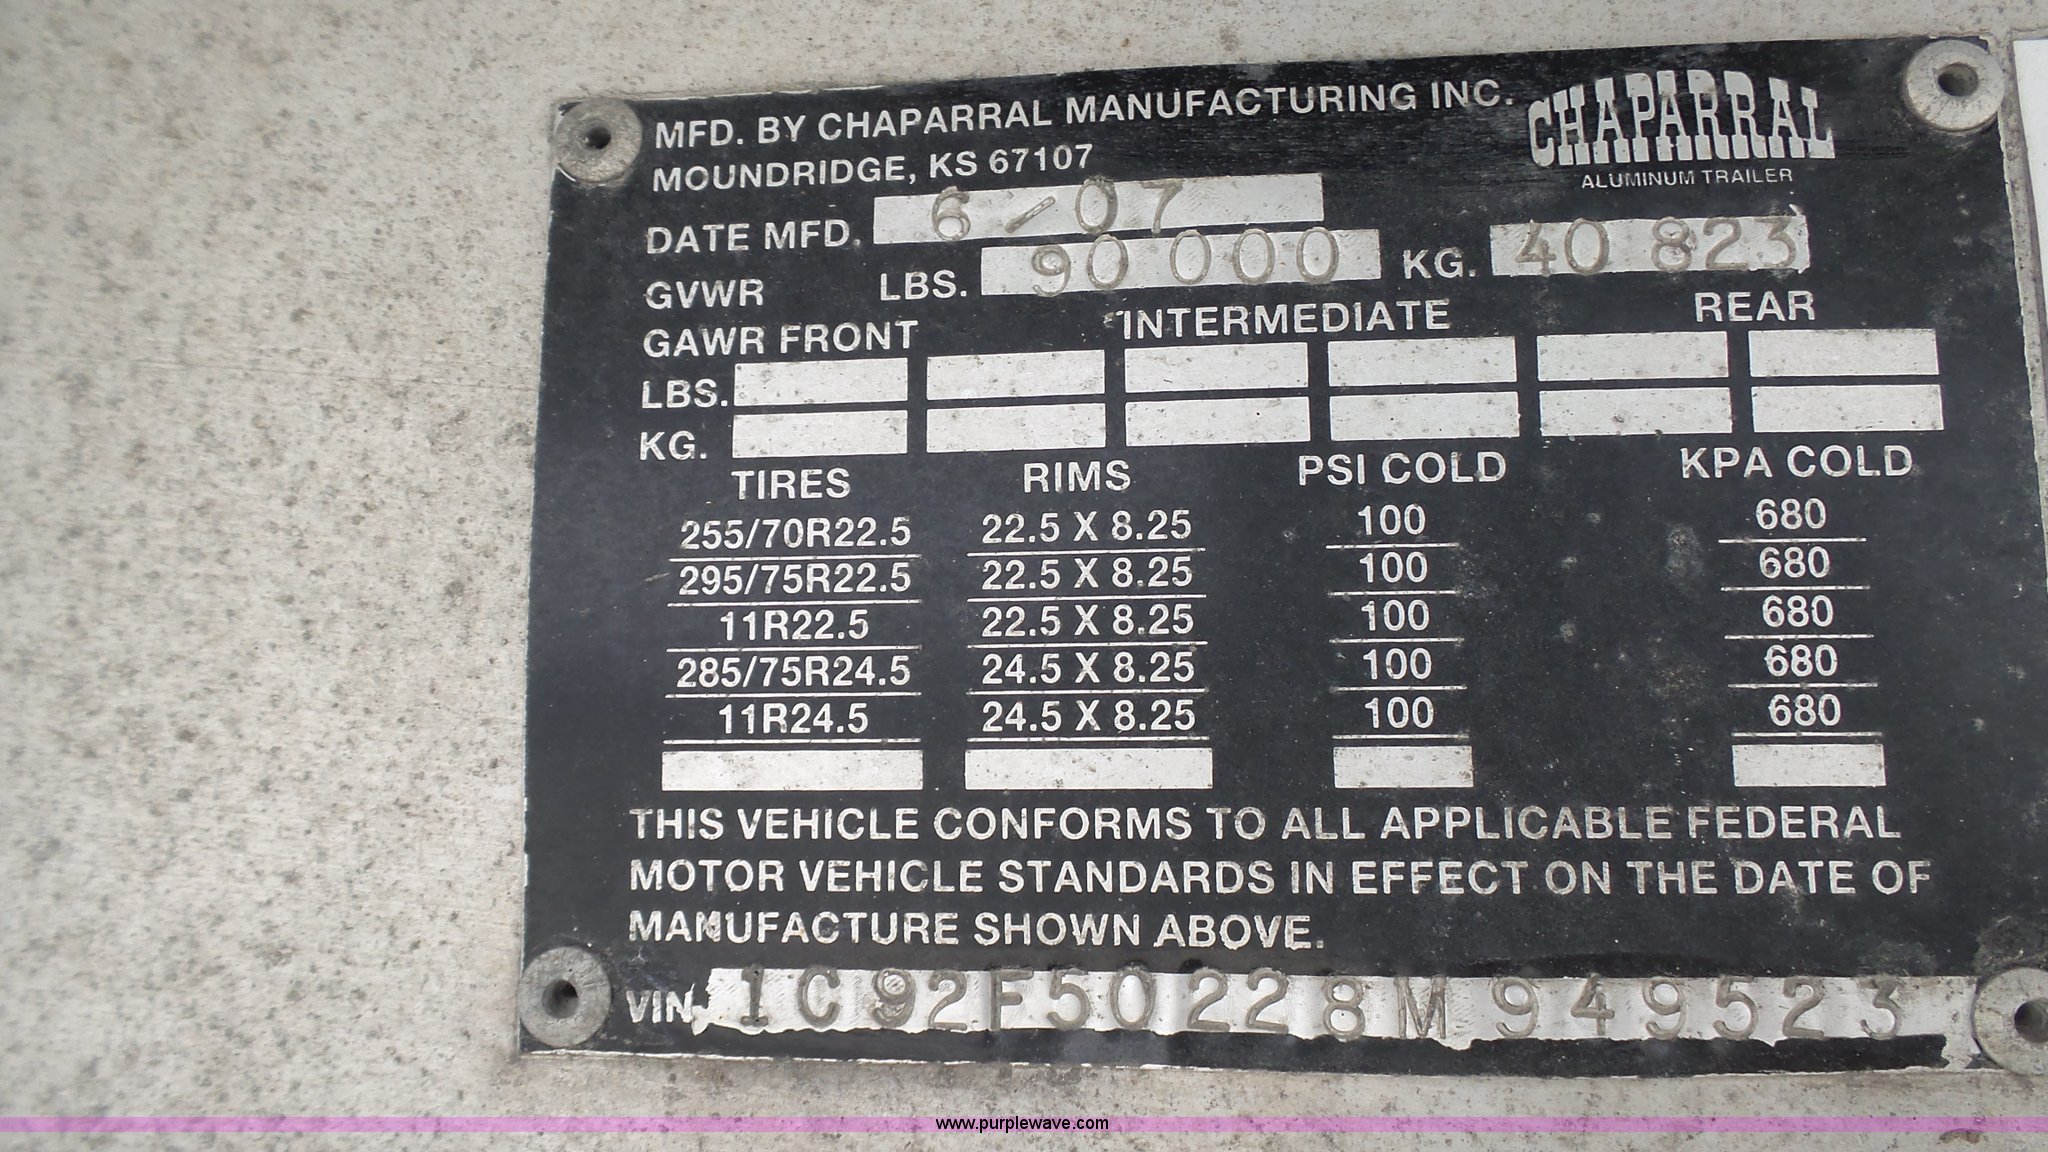 MFD. BY CHAPARRAL MANUFACTURING INC. CHAPARRAL
MOUNDRIDGE, KS 67107 ALUMINUM TRAILER
DATE MFD. 6/07
GVWR LBS. 90000 KG. 40 823
GAWR FRONT INTERMEDIATE REAR
LBS.
KG.
TIRES RIMS PSI COLD KPA COLD
255/70R22.5 22.5 X 8.25 100 680
295/75R22.5 22.5 X 8.25 100 680
11R22.5 22.5 X 8.25 100 680
285/75R24.5 24.5 X 8.25 100 680
11R24.5 24.5 X 8.25 100 680
THIS VEHICLE CONFORMS TO ALL APPLICABLE FEDERAL
MOTOR VEHICLE STANDARDS IN EFFECT ON THE DATE OF
MANUFACTURE SHOWN ABOVE.
VIN 1C92F50228M949523
www.purplewave.com